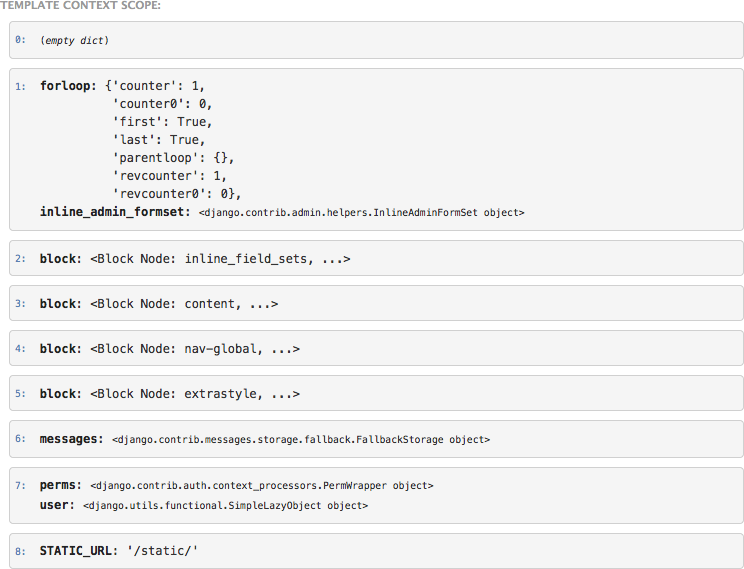 TEMPLATE CONTEXT SCOPE:
0: (empty dict)
1: forloop: {'counter': 1,
'counter0': 0,
'first': True,
'last': True,
'parentloop': {},
'revcounter': 1,
'revcounter0': 0},
inline_admin_formset: <django.contrib.admin.helpers.InlineAdminFormSet object>
2: block: <Block Node: inline_field_sets, ...>
3: block: <Block Node: content, ...>
4: block: <Block Node: nav-global, ...>
5: block: <Block Node: extrastyle, ...>
6: messages: <django.contrib.messages.storage.fallback.FallbackStorage object>
7: perms: <django.contrib.auth.context_processors.PermWrapper object>
user: <django.utils.functional.SimpleLazyObject object>
8: STATIC_URL: '/static/'